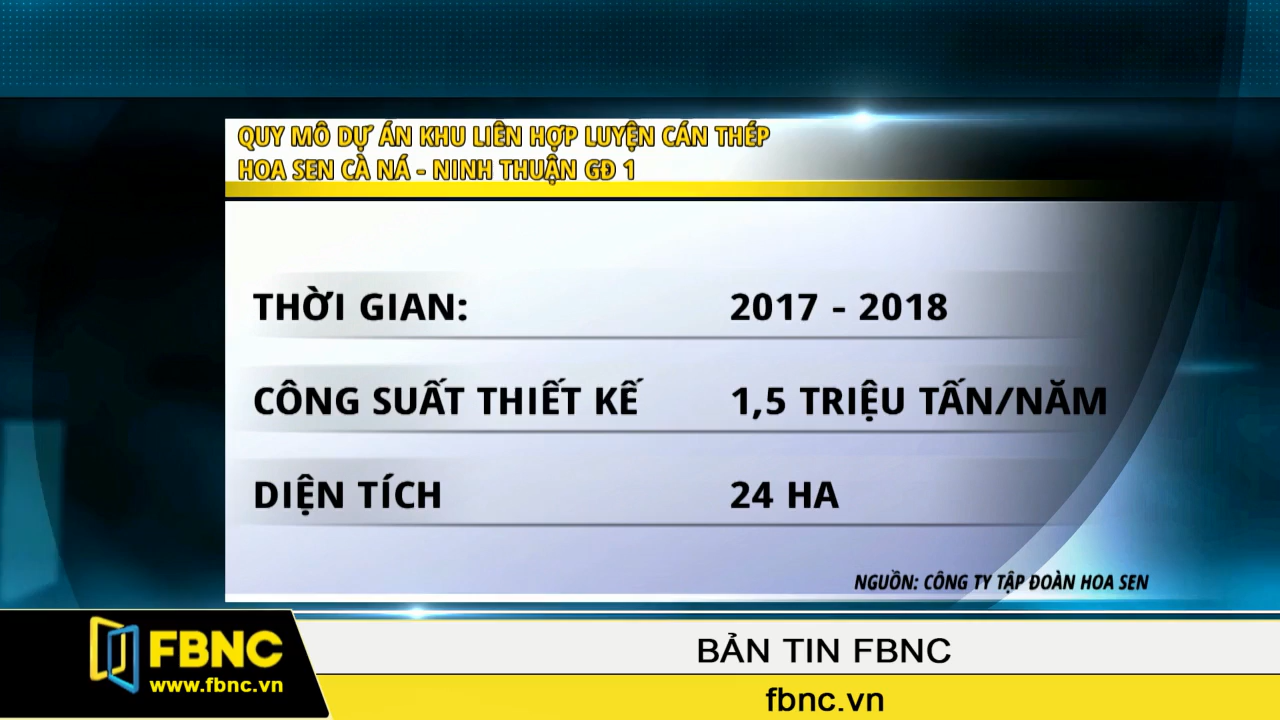 QUY MÔ DỰ ÁN KHU LIÊN HỢP LUYỆN CÁN THÉP
HOA SEN CÀ NÁ - NINH THUẬN GĐ 1
THỜI GIAN: 2017 - 2018
CÔNG SUẤT THIẾT KẾ 1,5 TRIỆU TẤN/NĂM
DIỆN TÍCH 24 HA
NGUỒN: CÔNG TY TẬP ĐOÀN HOA SEN
FBNC
www.fbnc.vn
BẢN TIN FBNC
fbnc.vn